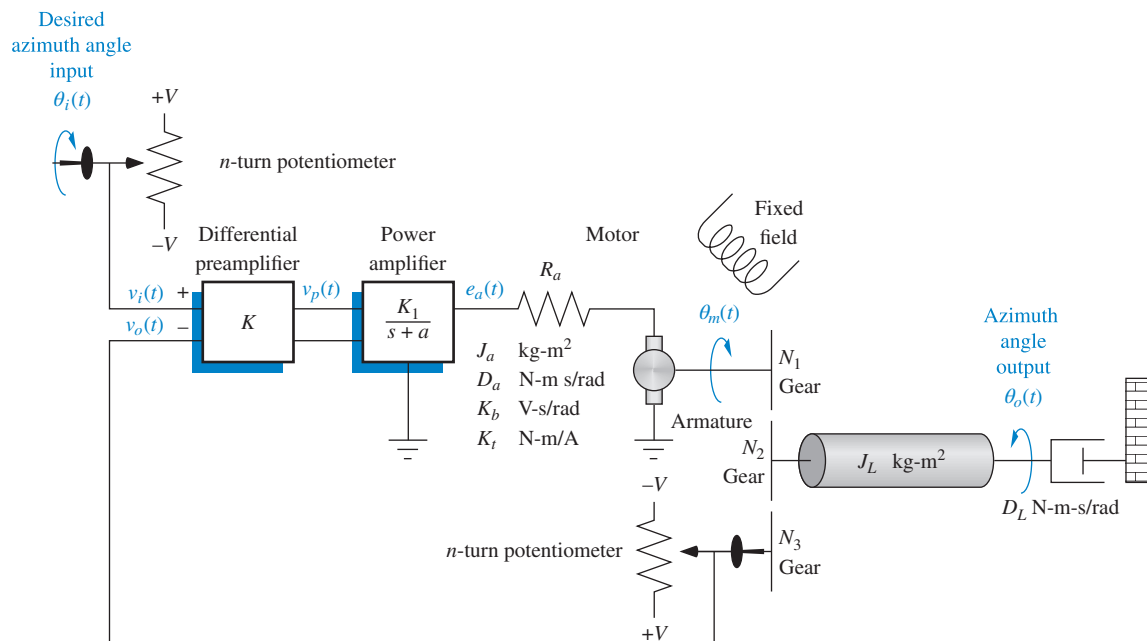 Desired
azimuth angle
input
θi(t)
+V
n-turn potentiometer
−V
Differential
preamplifier
Power
amplifier
Motor
Fixed
field
Ra
vi(t)
+
vo(t)
−
K
vp(t)
K1
s + a
ea(t)
Ja kg-m²
Da N-m s/rad
Kb V-s/rad
Kt N-m/A
θm(t)
N1
Gear
Armature
N2
Gear
JL kg-m²
Azimuth
angle
output
θo(t)
DL N-m-s/rad
−V
n-turn potentiometer
N3
Gear
+V